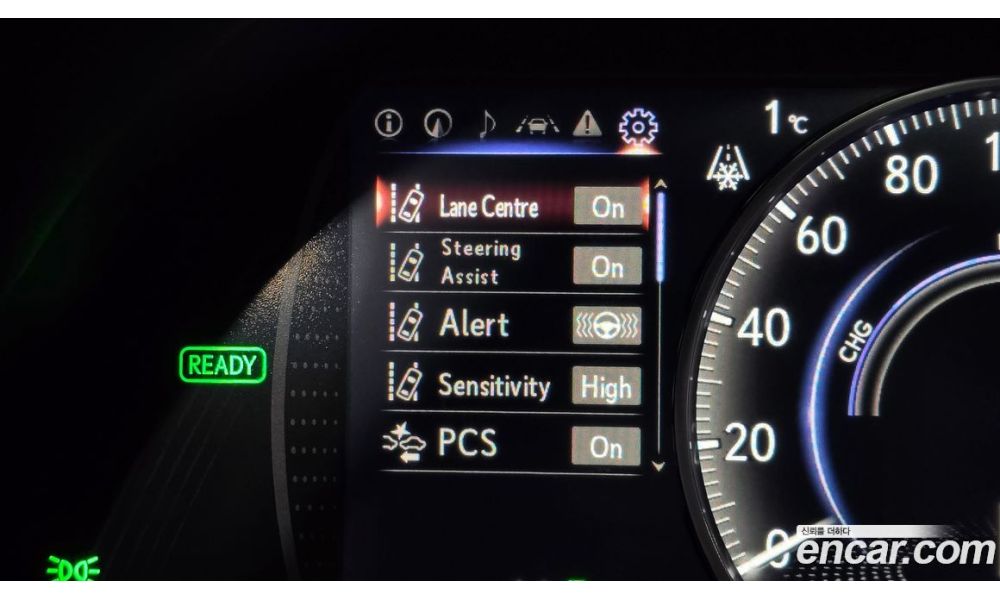 1 ℃
Lane Centre On
Steering
Assist On
Alert
Sensitivity High
PCS On
READY
80
60
40
20
0
CHG
신뢰를 더하다
encar.com